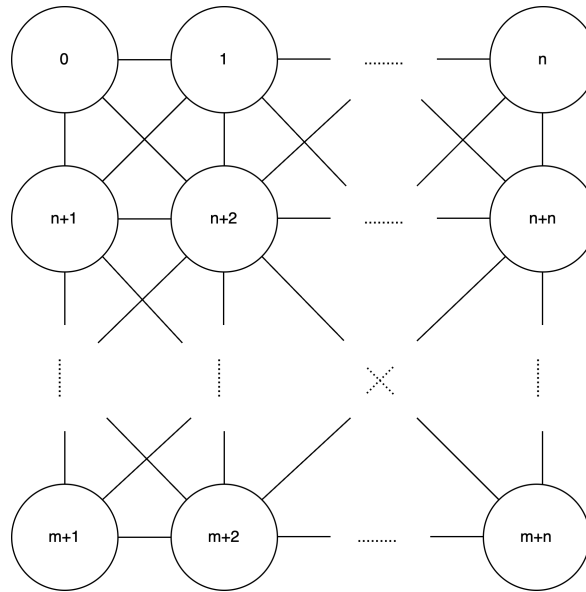 0 1 ......... n
n+1 n+2 ......... n+n
m+1 m+2 ......... m+n